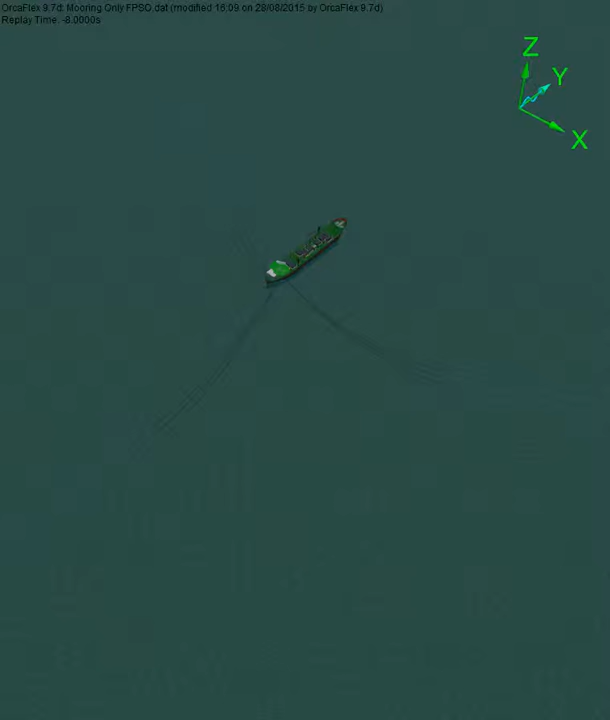 OrcaFlex 9.7d: Mooring Only FPSO.dat (modified 16:09 on 28/08/2015 by OrcaFlex 9.7d)
Replay Time: -8.0000s
Z
Y
X